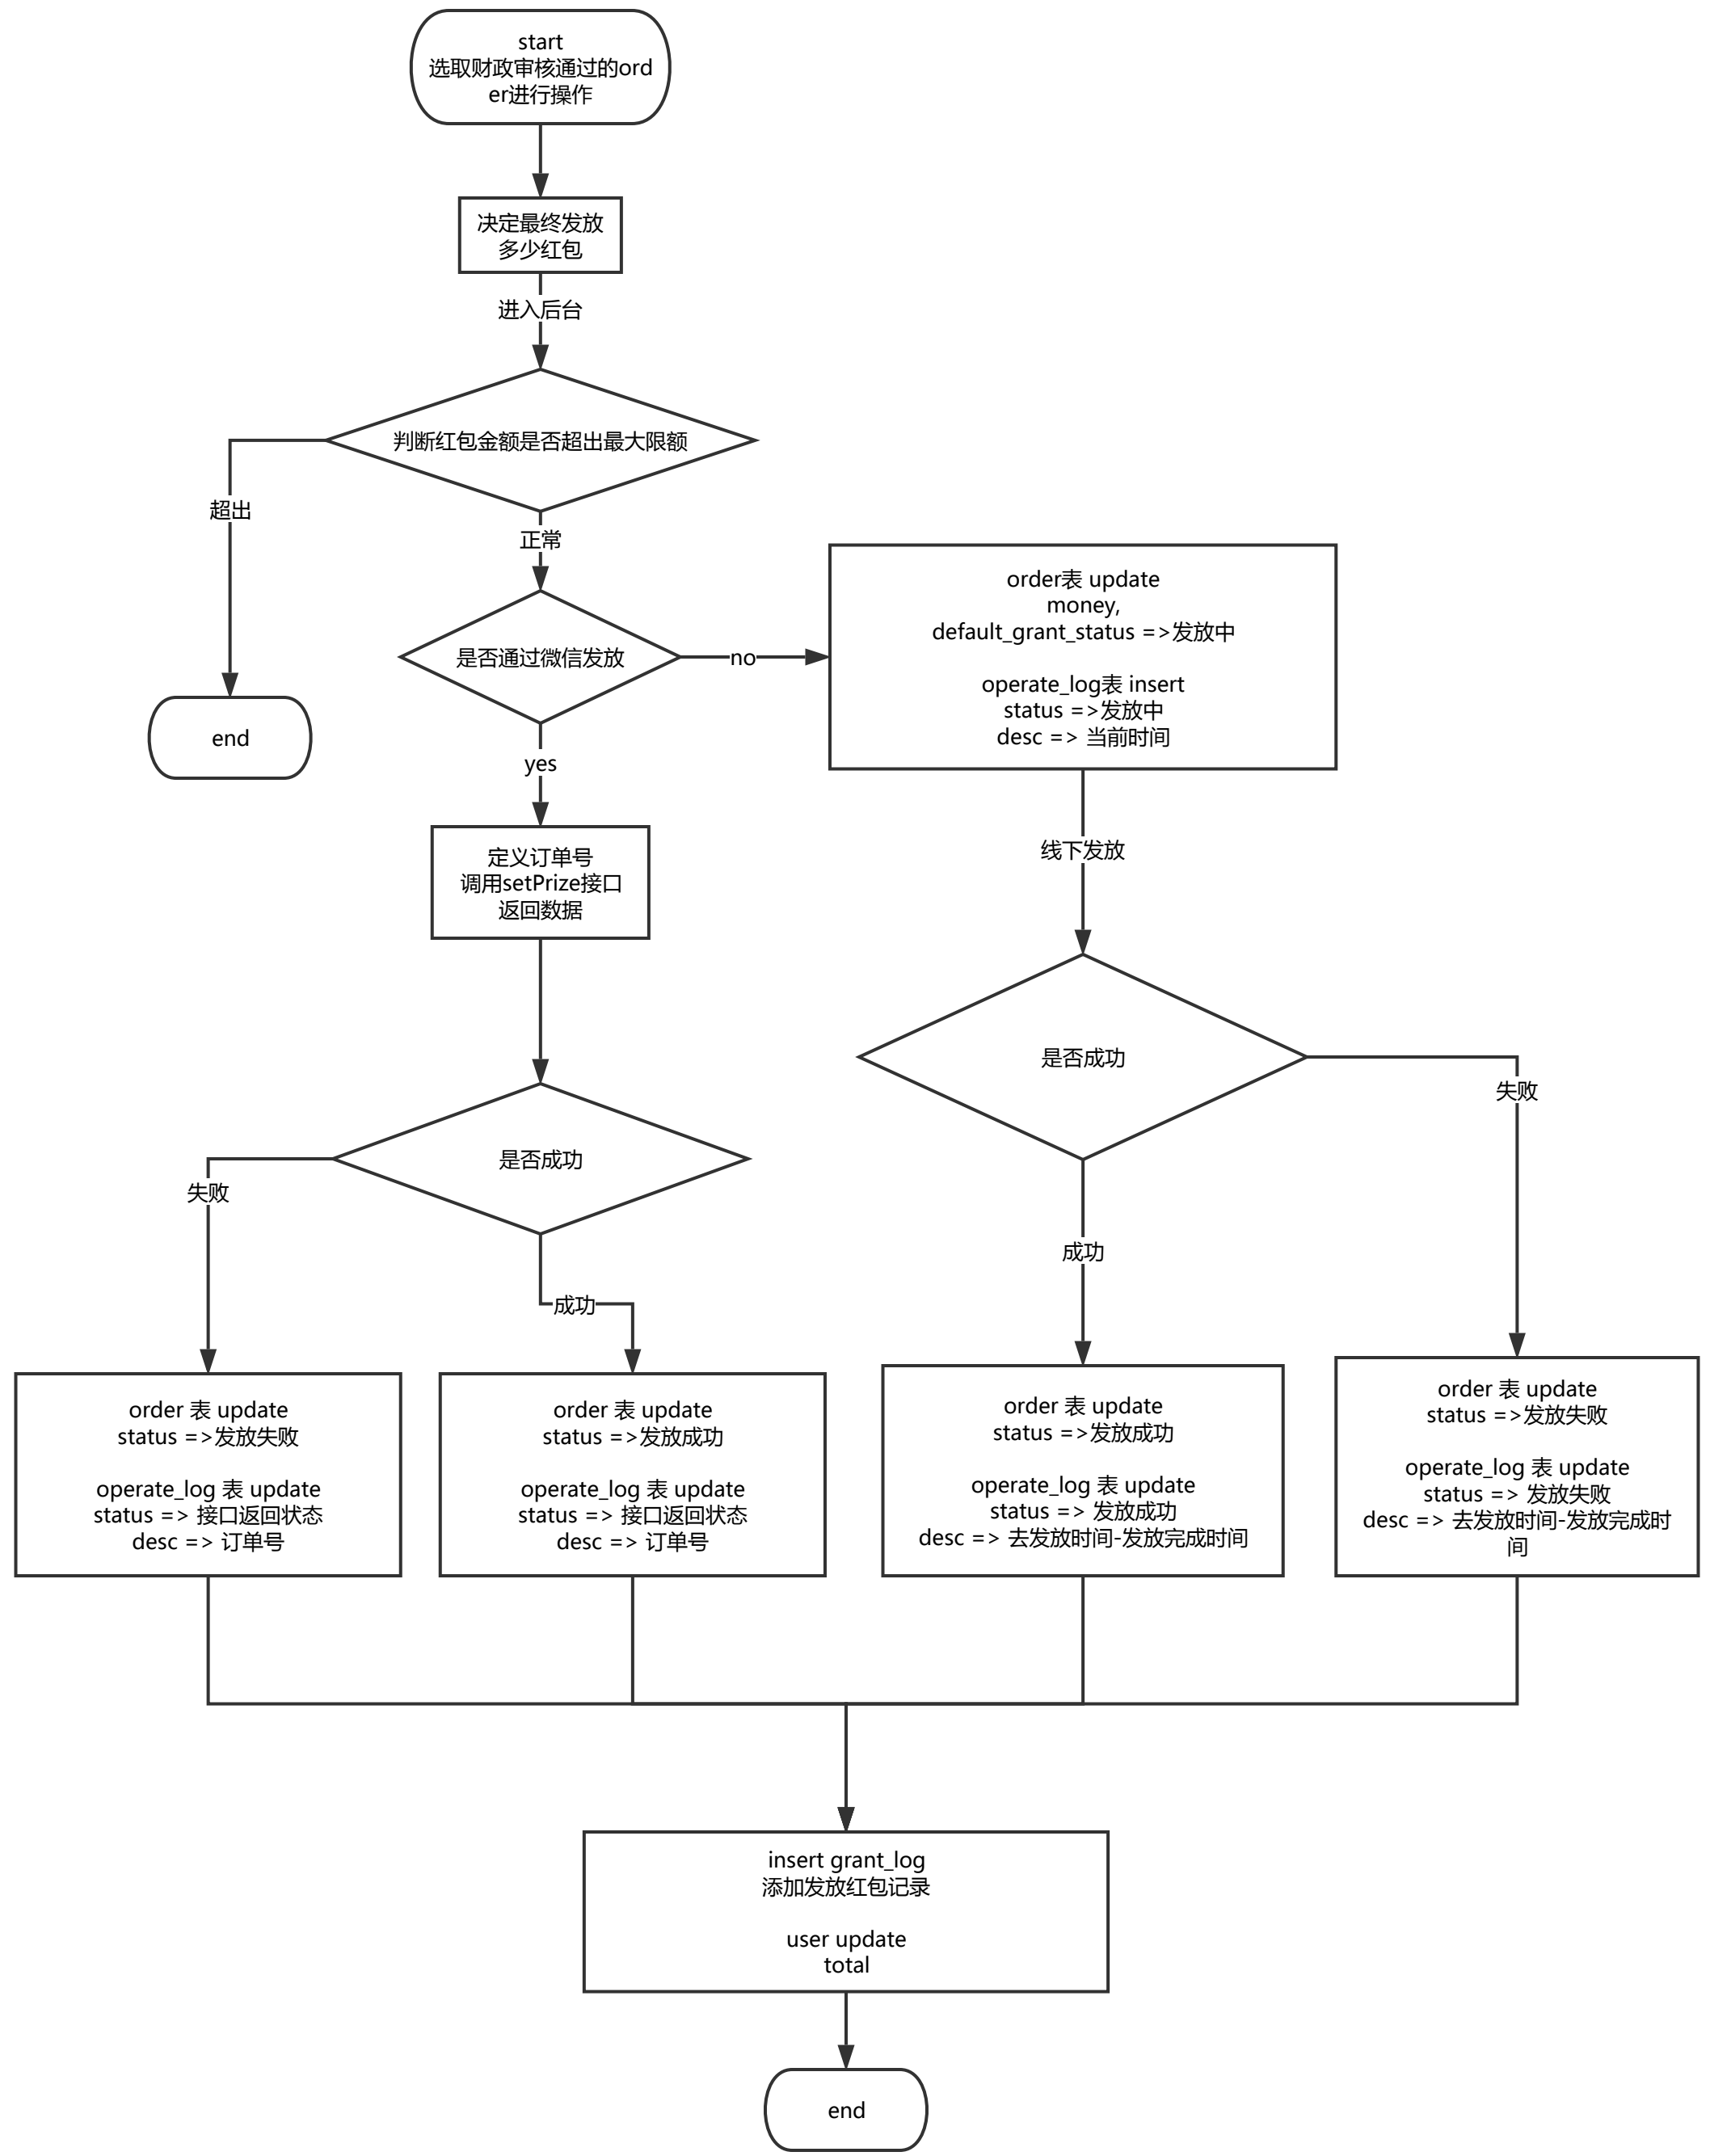 start
选取财政审核通过的ord
er进行操作
决定最终发放
多少红包
进入后台
判断红包金额是否超出最大限额
超出
正常
end
是否通过微信发放
no
order表 update
money,
default_grant_status =>发放中
operate_log表 insert
status =>发放中
desc => 当前时间
yes
定义订单号
调用setPrize接口
返回数据
线下发放
是否成功
失败
成功
是否成功
失败
成功
order 表 update
status =>发放失败
operate_log 表 update
status => 接口返回状态
desc => 订单号
order 表 update
status =>发放成功
operate_log 表 update
status => 接口返回状态
desc => 订单号
order 表 update
status =>发放成功
operate_log 表 update
status => 发放成功
desc => 去发放时间-发放完成时间
order 表 update
status =>发放失败
operate_log 表 update
status => 发放失败
desc => 去发放时间-发放完成时
间
insert grant_log
添加发放红包记录
user update
total
end